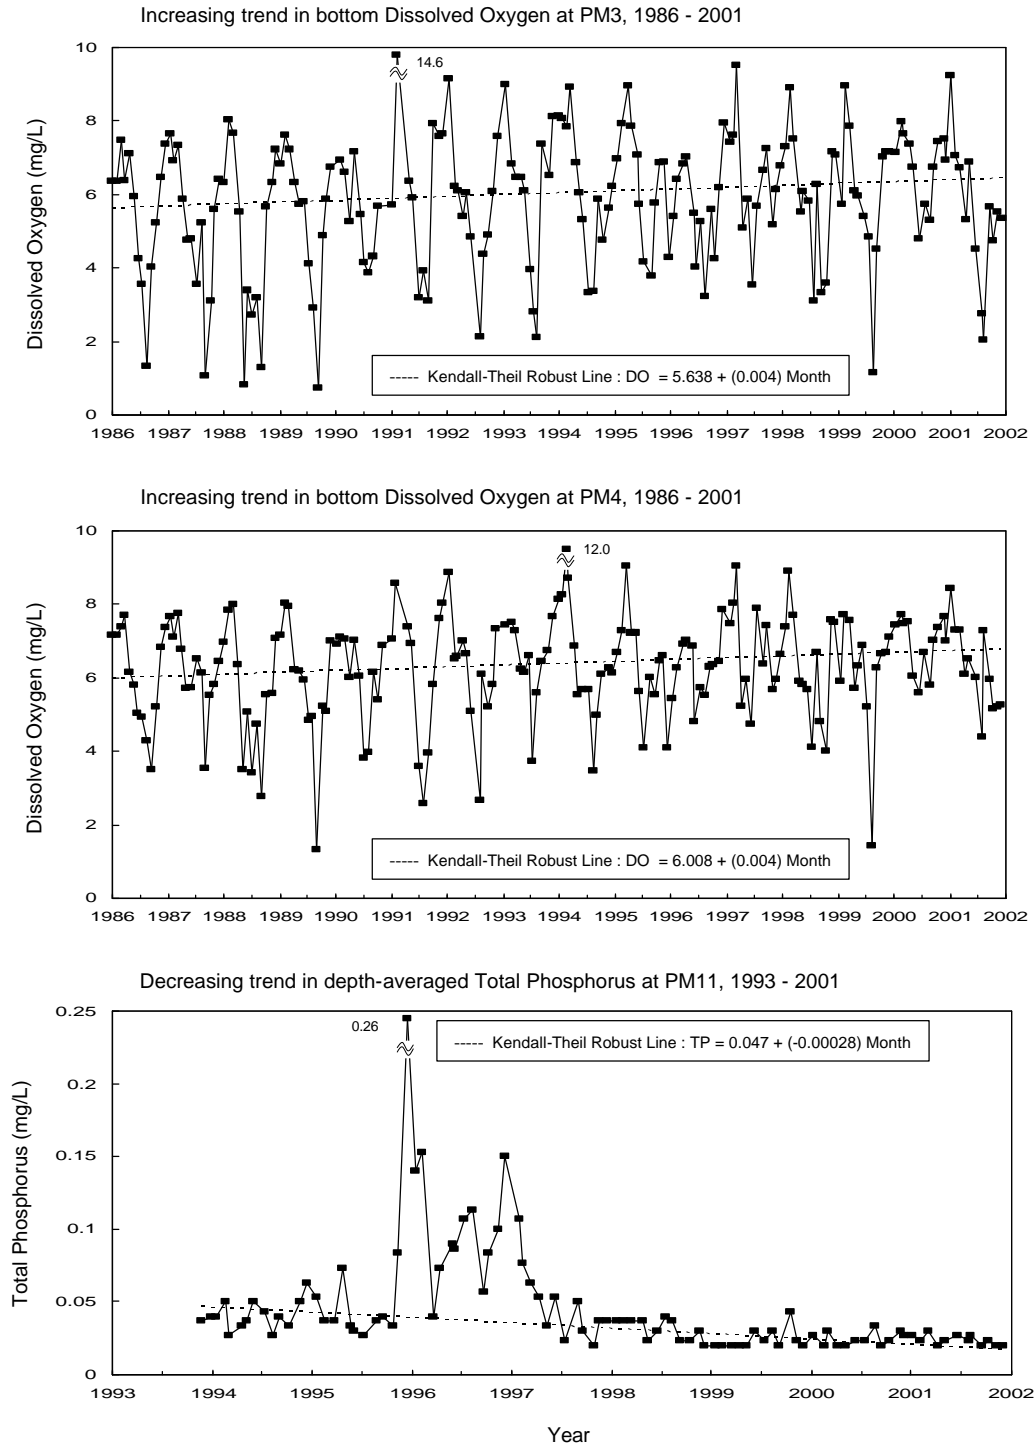 Increasing trend in bottom Dissolved Oxygen at PM3, 1986 - 2001
10
14.6
8
6
4
2
0
Dissolved Oxygen (mg/L)
----- Kendall-Theil Robust Line : DO = 5.638 + (0.004) Month
1986 1987 1988 1989 1990 1991 1992 1993 1994 1995 1996 1997 1998 1999 2000 2001 2002
Increasing trend in bottom Dissolved Oxygen at PM4, 1986 - 2001
10
12.0
8
6
4
2
0
Dissolved Oxygen (mg/L)
----- Kendall-Theil Robust Line : DO = 6.008 + (0.004) Month
1986 1987 1988 1989 1990 1991 1992 1993 1994 1995 1996 1997 1998 1999 2000 2001 2002
Decreasing trend in depth-averaged Total Phosphorus at PM11, 1993 - 2001
0.25
0.26
----- Kendall-Theil Robust Line : TP = 0.047 + (-0.00028) Month
0.2
0.15
0.1
0.05
0
Total Phosphorus (mg/L)
1993 1994 1995 1996 1997 1998 1999 2000 2001 2002
Year